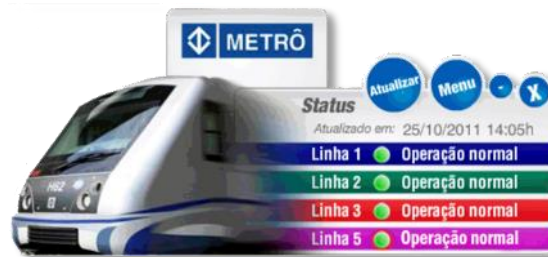 METRÔ
Atualizar Menu - X
Status
Atualizado em: 25/10/2011 14:05h
Linha 1 Operação normal
Linha 2 Operação normal
Linha 3 Operação normal
Linha 5 Operação normal
H62